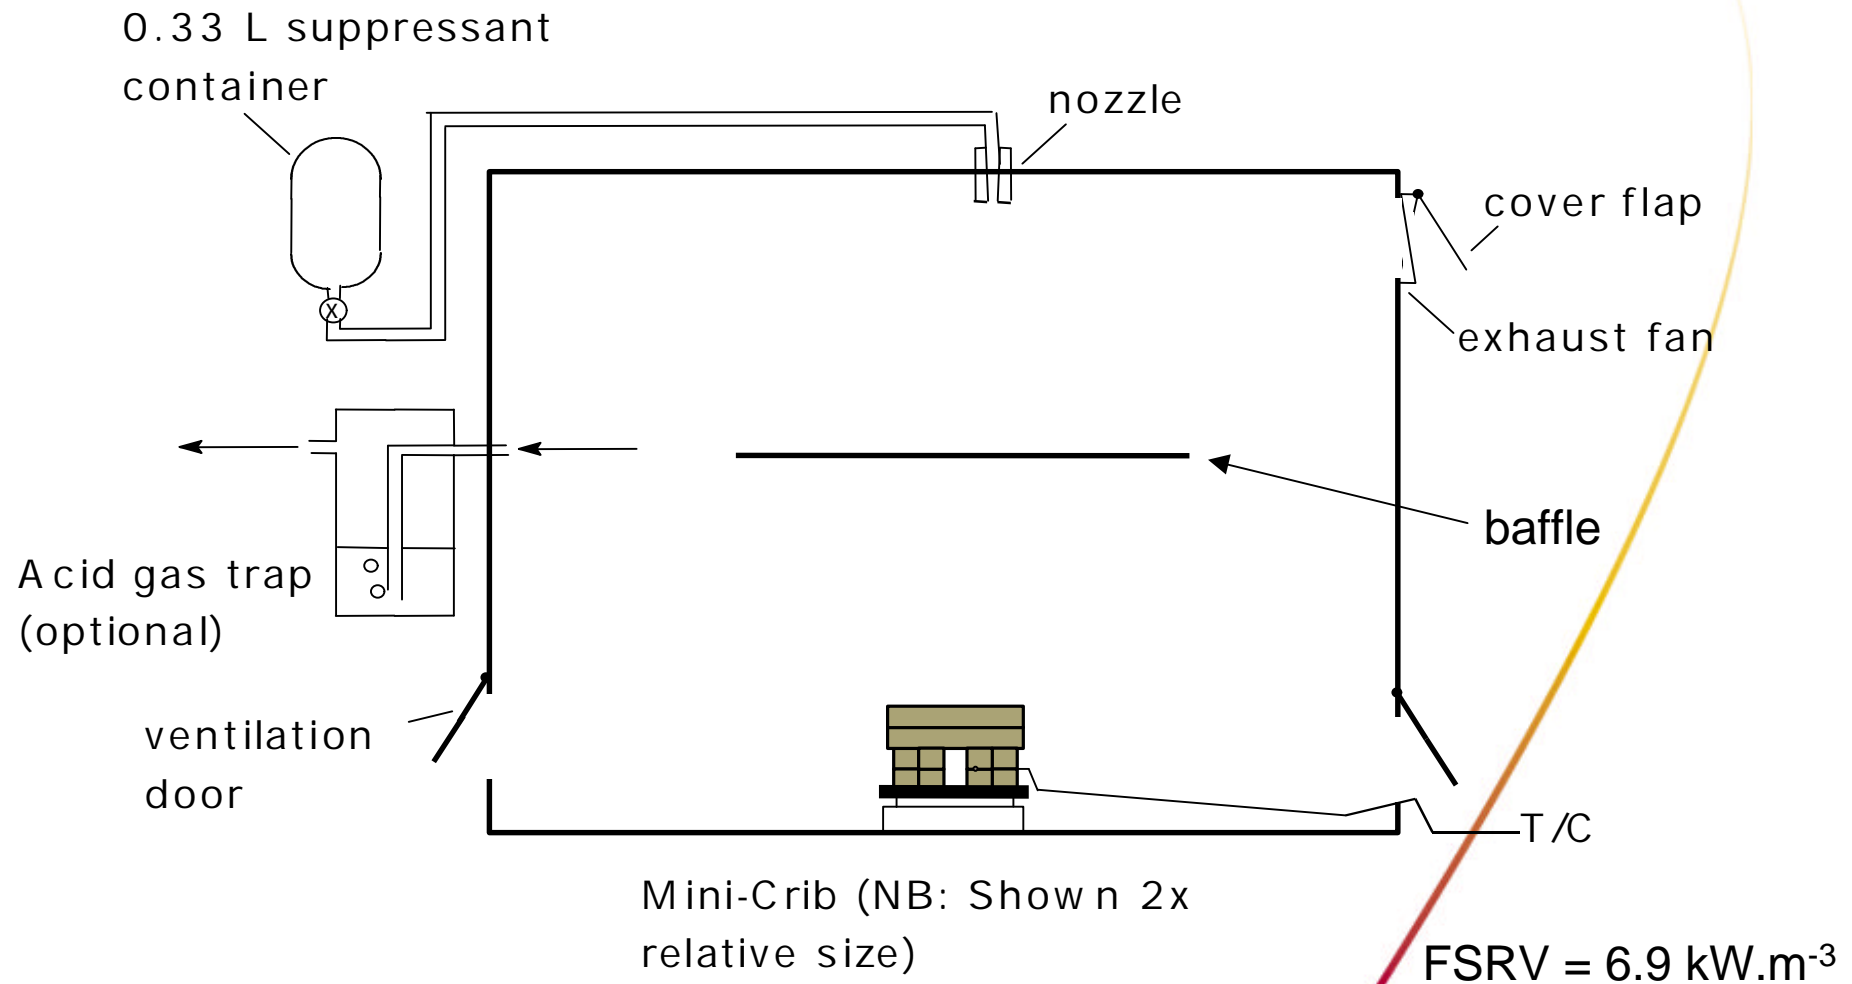 0.33 L suppressant
container
nozzle
cover flap
exhaust fan
X
baffle
Acid gas trap
(optional)
ventilation
door
T/C
Mini-Crib (NB: Shown 2x
relative size)
FSRV = 6.9 kW.m-3